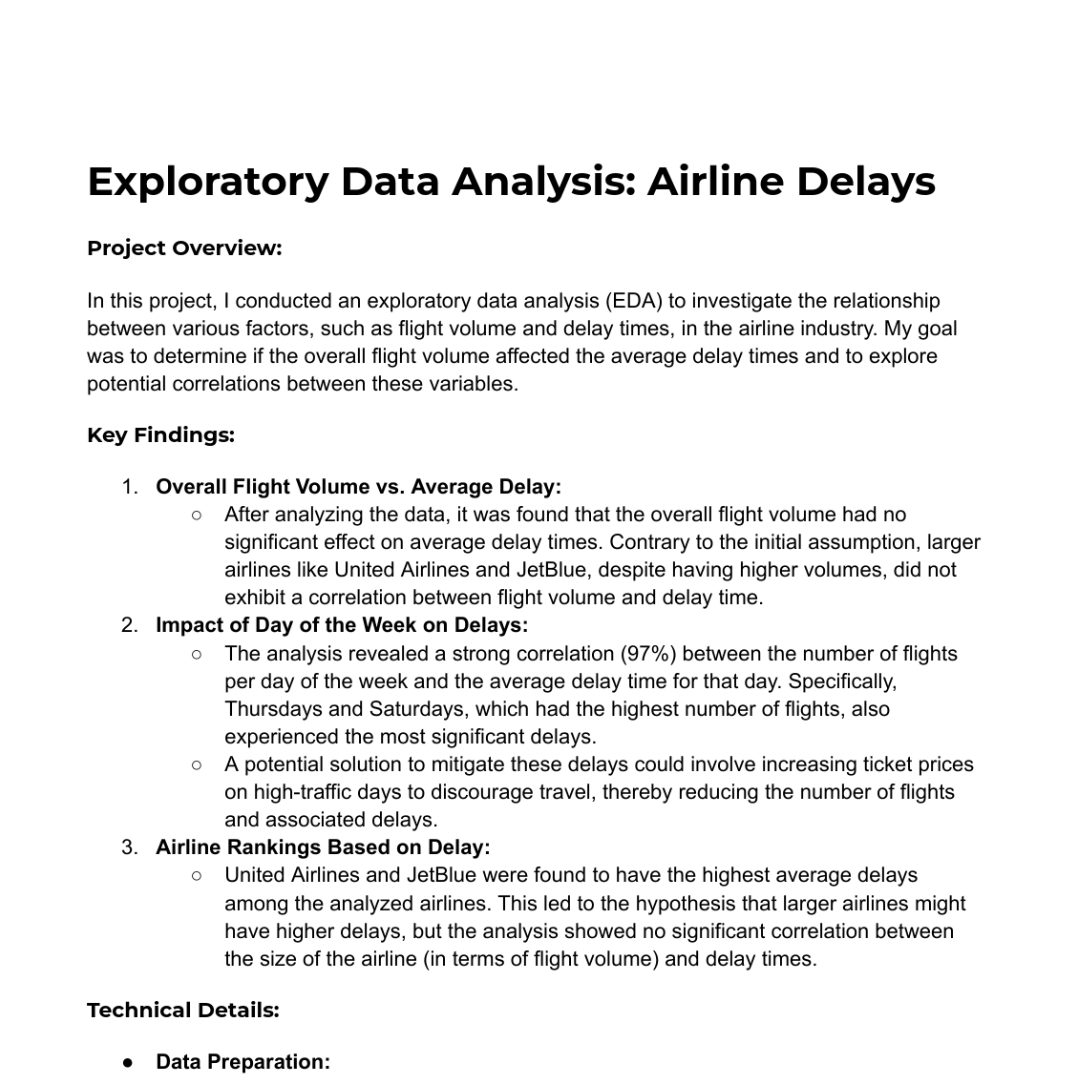 Exploratory Data Analysis: Airline Delays
Project Overview:
In this project, I conducted an exploratory data analysis (EDA) to investigate the relationship
between various factors, such as flight volume and delay times, in the airline industry. My goal
was to determine if the overall flight volume affected the average delay times and to explore
potential correlations between these variables.
Key Findings:
1. Overall Flight Volume vs. Average Delay:
○ After analyzing the data, it was found that the overall flight volume had no
significant effect on average delay times. Contrary to the initial assumption, larger
airlines like United Airlines and JetBlue, despite having higher volumes, did not
exhibit a correlation between flight volume and delay time.
2. Impact of Day of the Week on Delays:
○ The analysis revealed a strong correlation (97%) between the number of flights
per day of the week and the average delay time for that day. Specifically,
Thursdays and Saturdays, which had the highest number of flights, also
experienced the most significant delays.
○ A potential solution to mitigate these delays could involve increasing ticket prices
on high-traffic days to discourage travel, thereby reducing the number of flights
and associated delays.
3. Airline Rankings Based on Delay:
○ United Airlines and JetBlue were found to have the highest average delays
among the analyzed airlines. This led to the hypothesis that larger airlines might
have higher delays, but the analysis showed no significant correlation between
the size of the airline (in terms of flight volume) and delay times.
Technical Details:
● Data Preparation: